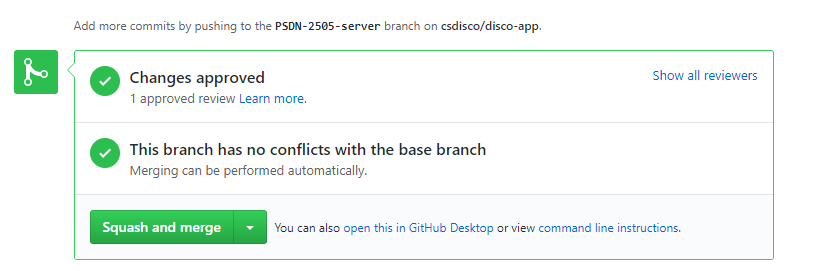 Add more commits by pushing to the PSDN-2505-server branch on csdisco/disco-app.
Changes approved
Show all reviewers
1 approved review Learn more.
This branch has no conflicts with the base branch
Merging can be performed automatically.
Squash and merge
You can also open this in GitHub Desktop or view command line instructions.